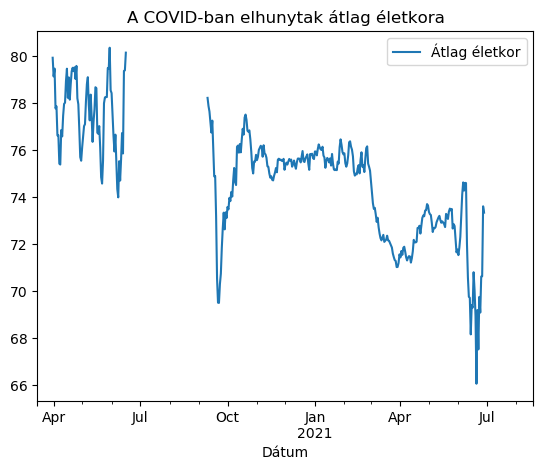 A COVID-ban elhunytak átlag életkora
Átlag életkor
80
78
76
74
72
70
68
66
Apr
Jul
Oct
Jan
2021
Apr
Jul
Dátum